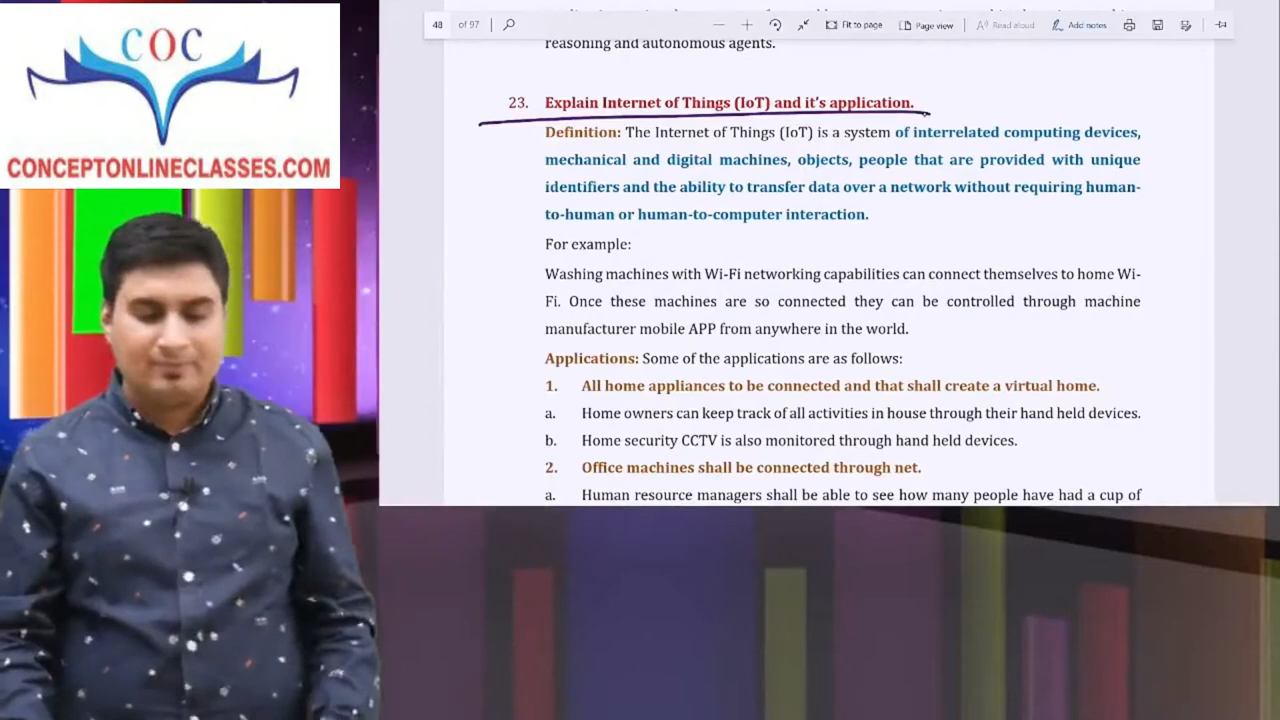 COC
CONCEPTONLINECLASSES.COM
48 of 97 Fit to page Page view Read aloud Add notes
reasoning and autonomous agents.
23. Explain Internet of Things (IoT) and it's application.
Definition: The Internet of Things (IoT) is a system of interrelated computing devices,
mechanical and digital machines, objects, people that are provided with unique
identifiers and the ability to transfer data over a network without requiring human-
to-human or human-to-computer interaction.
For example:
Washing machines with Wi-Fi networking capabilities can connect themselves to home Wi-
Fi. Once these machines are so connected they can be controlled through machine
manufacturer mobile APP from anywhere in the world.
Applications: Some of the applications are as follows:
1. All home appliances to be connected and that shall create a virtual home.
a. Home owners can keep track of all activities in house through their hand held devices.
b. Home security CCTV is also monitored through hand held devices.
2. Office machines shall be connected through net.
a. Human resource managers shall be able to see how many people have had a cup of